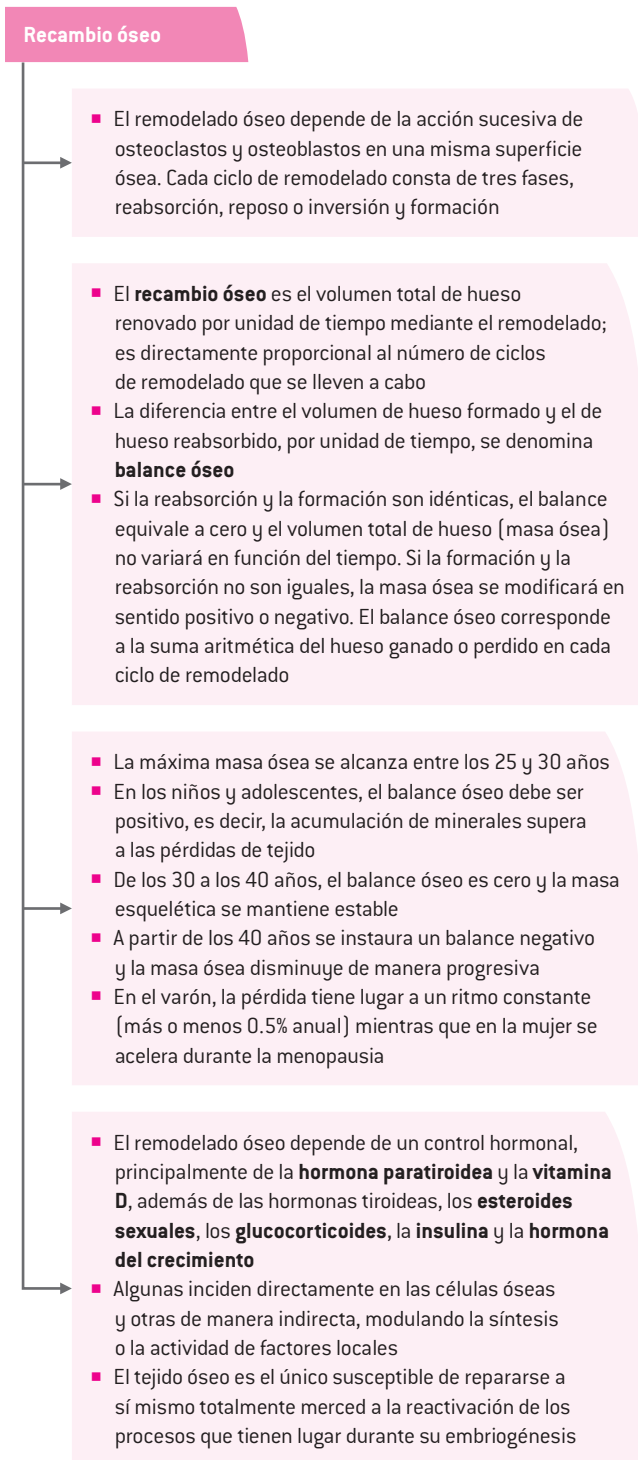 Recambio óseo
▪ El remodelado óseo depende de la acción sucesiva de
osteoclastos y osteoblastos en una misma superficie
ósea. Cada ciclo de remodelado consta de tres fases,
reabsorción, reposo o inversión y formación
▪ El recambio óseo es el volumen total de hueso
renovado por unidad de tiempo mediante el remodelado;
es directamente proporcional al número de ciclos
de remodelado que se lleven a cabo
▪ La diferencia entre el volumen de hueso formado y el de
hueso reabsorbido, por unidad de tiempo, se denomina
balance óseo
▪ Si la reabsorción y la formación son idénticas, el balance
equivale a cero y el volumen total de hueso (masa ósea)
no variará en función del tiempo. Si la formación y la
reabsorción no son iguales, la masa ósea se modificará en
sentido positivo o negativo. El balance óseo corresponde
a la suma aritmética del hueso ganado o perdido en cada
ciclo de remodelado
▪ La máxima masa ósea se alcanza entre los 25 y 30 años
▪ En los niños y adolescentes, el balance óseo debe ser
positivo, es decir, la acumulación de minerales supera
a las pérdidas de tejido
▪ De los 30 a los 40 años, el balance óseo es cero y la masa
esquelética se mantiene estable
▪ A partir de los 40 años se instaura un balance negativo
y la masa ósea disminuye de manera progresiva
▪ En el varón, la pérdida tiene lugar a un ritmo constante
(más o menos 0.5% anual) mientras que en la mujer se
acelera durante la menopausia
▪ El remodelado óseo depende de un control hormonal,
principalmente de la hormona paratiroidea y la vitamina
D, además de las hormonas tiroideas, los esteroides
sexuales, los glucocorticoides, la insulina y la hormona
del crecimiento
▪ Algunas inciden directamente en las células óseas
y otras de manera indirecta, modulando la síntesis
o la actividad de factores locales
▪ El tejido óseo es el único susceptible de repararse a
sí mismo totalmente merced a la reactivación de los
procesos que tienen lugar durante su embriogénesis